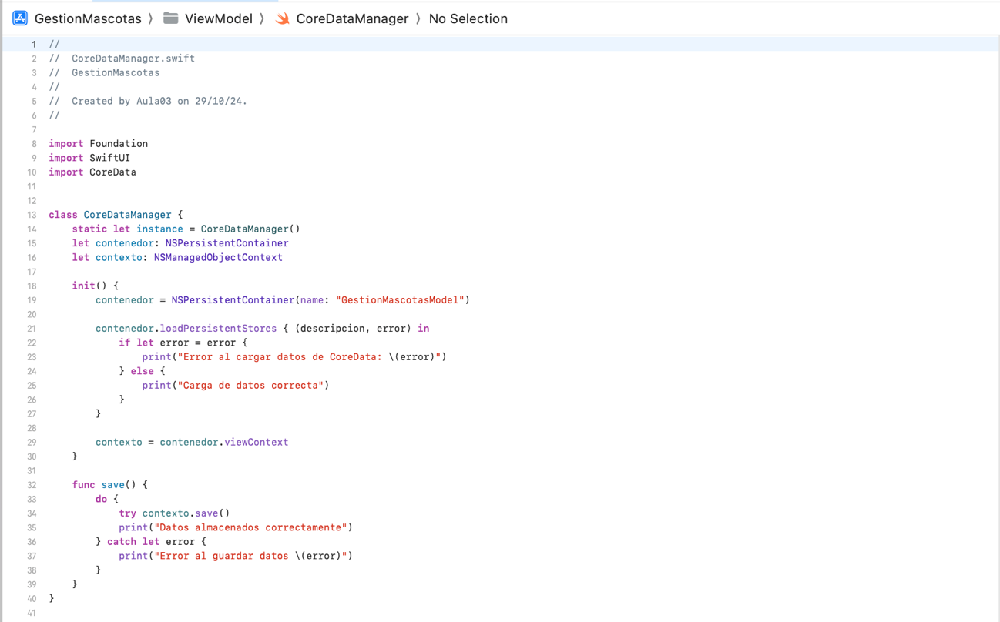 GestionMascotas 〉 ViewModel 〉 CoreDataManager 〉 No Selection
1 //
2 //  CoreDataManager.swift
3 //  GestionMascotas
4 //
5 //  Created by Aula03 on 29/10/24.
6 //
7
8 import Foundation
9 import SwiftUI
10 import CoreData
11
12
13 class CoreDataManager {
14     static let instance = CoreDataManager()
15     let contenedor: NSPersistentContainer
16     let contexto: NSManagedObjectContext
17
18     init() {
19         contenedor = NSPersistentContainer(name: "GestionMascotasModel")
20
21         contenedor.loadPersistentStores { (descripcion, error) in
22             if let error = error {
23                 print("Error al cargar datos de CoreData: \(error)")
24             } else {
25                 print("Carga de datos correcta")
26             }
27         }
28
29         contexto = contenedor.viewContext
30     }
31
32     func save() {
33         do {
34             try contexto.save()
35             print("Datos almacenados correctamente")
36         } catch let error {
37             print("Error al guardar datos \(error)")
38         }
39     }
40 }
41